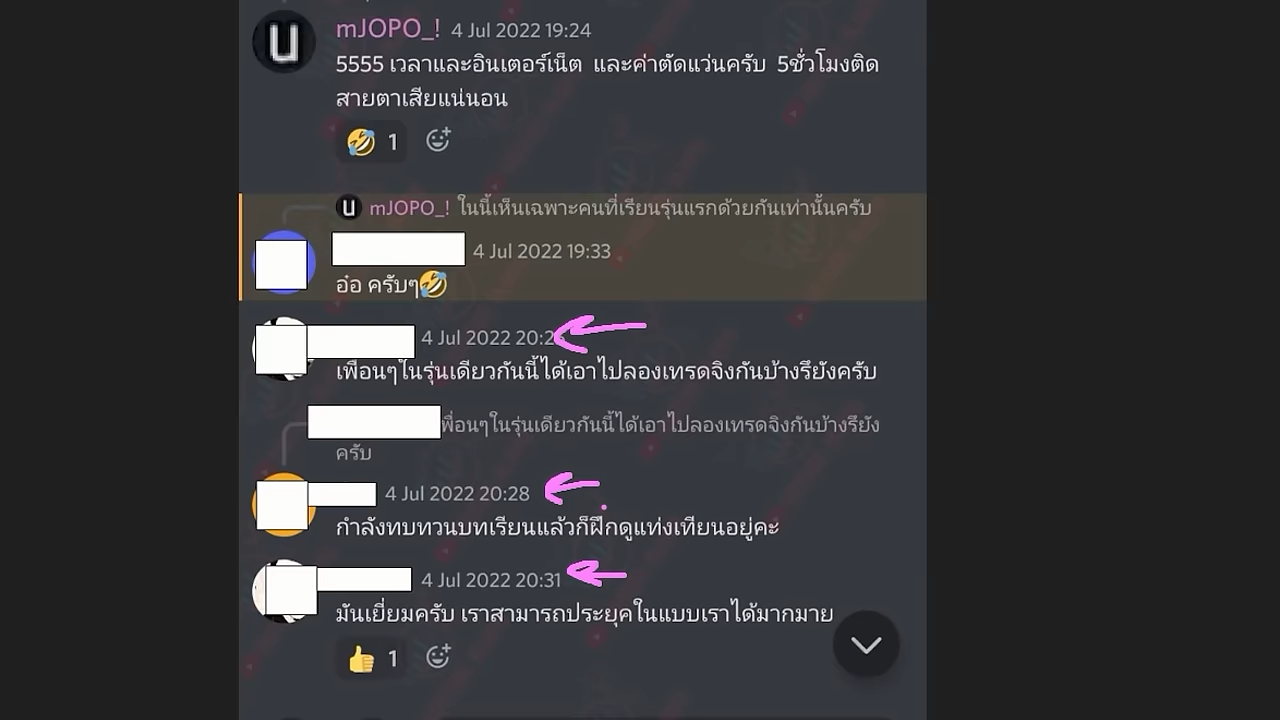 mJOPO_! 4 Jul 2022 19:24
5555 เวลาและอินเตอร์เน็ต และค่าตัดแว่นครับ 5ชั่วโมงติด
สายตาเสียแน่นอน
1
mJOPO_! ในนี้เห็นเฉพาะคนที่เรียนรุ่นแรกด้วยกันเท่านั้นครับ
4 Jul 2022 19:33
อ๋อ ครับๆ🤣
4 Jul 2022
เพื่อนๆในรุ่นเดียวกันนี้ได้เอาไปลองเทรดจิงกันบ้างรึยังครับ
พื่อนๆในรุ่นเดียวกันนี้ได้เอาไปลองเทรดจิงกันบ้างรึยัง
ครับ
4 Jul 2022 20:28
กำลังทบทวนบทเรียนแล้วก็ฝึกดูแท่งเทียนอยู่คะ
4 Jul 2022 20:31
มันเยี่ยมครับ เราสามารถประยุคในแบบเราได้มากมาย
1